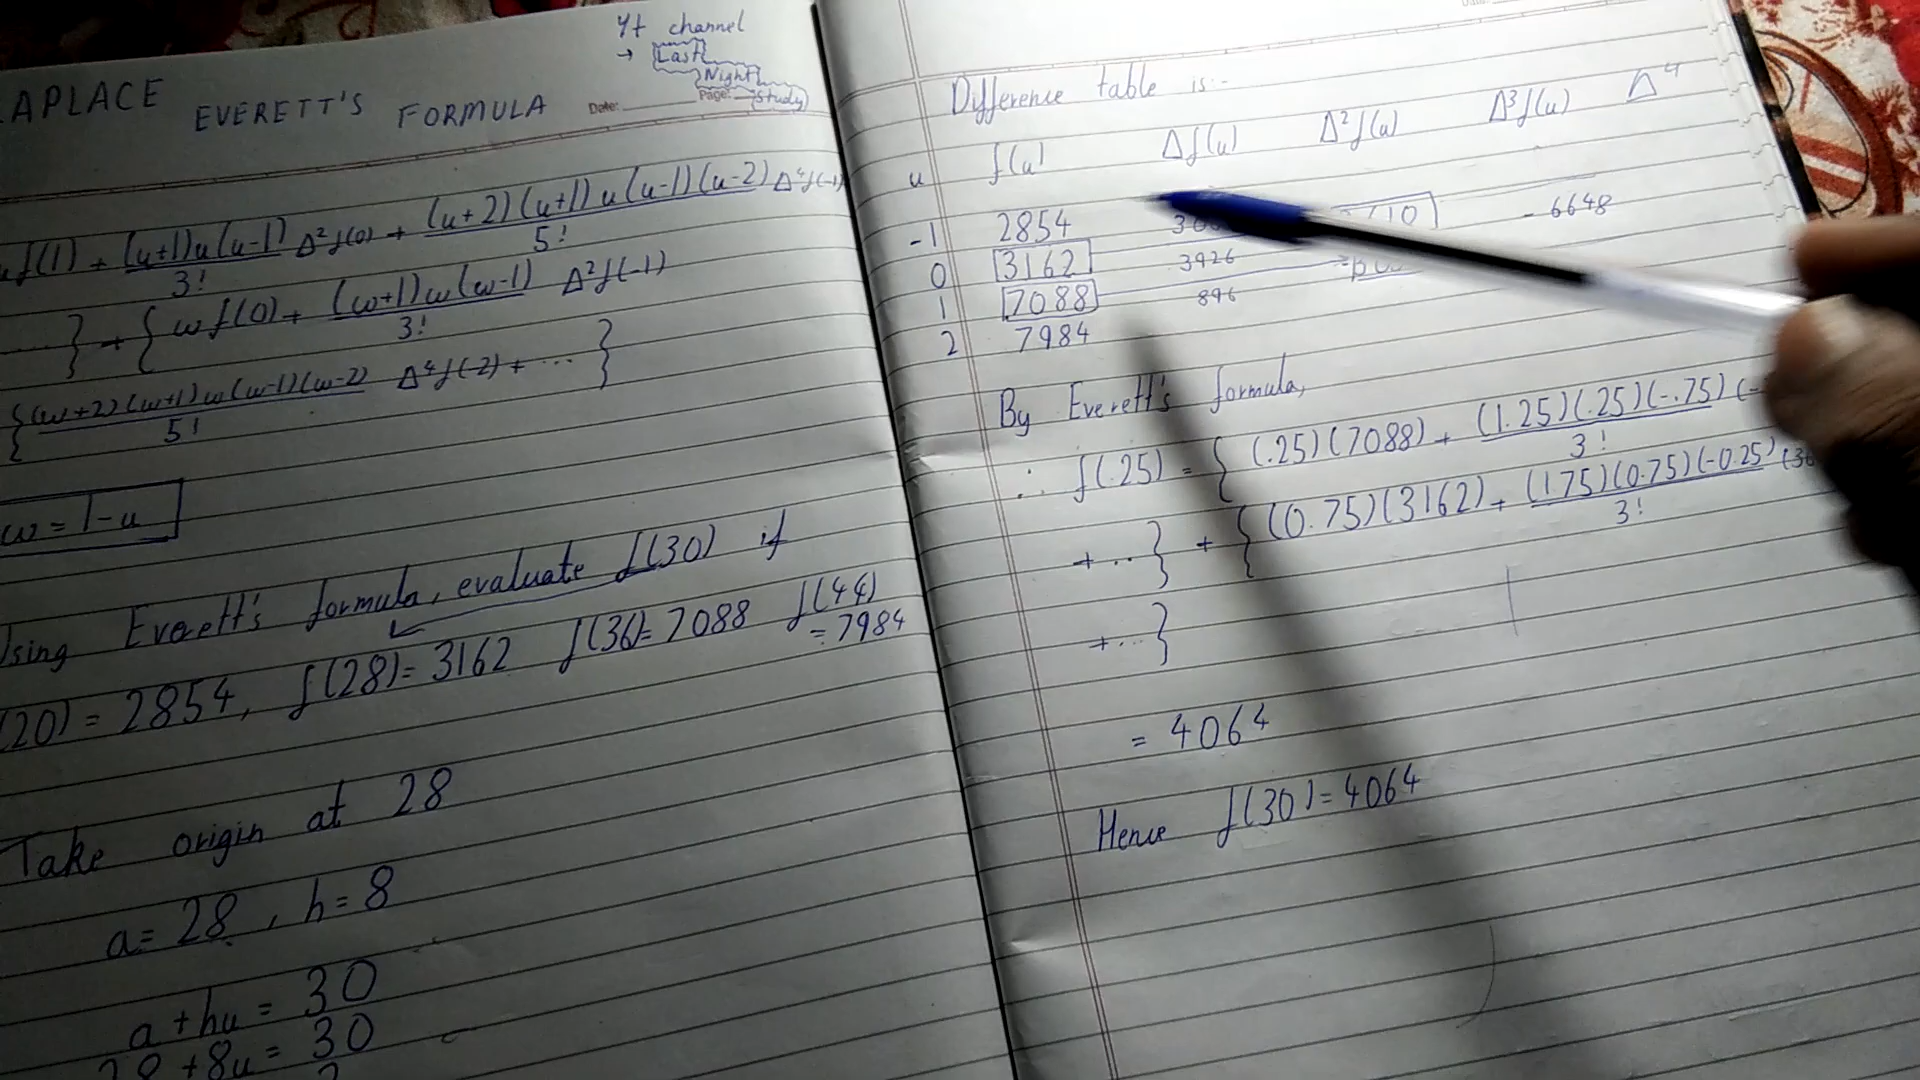 Yt channel
→ Last
Night
Study
Date: Page:
APLACE EVERETT'S FORMULA
f(1) + (u+1)u(u-1)/3! Δ²f(0) + (u+2)(u+1)u(u-1)(u-2)/5! Δ⁴f(-1)
} + { wf(0) + (w+1)w(w-1)/3! Δ²f(-1)
{ (w+2)(w+1)w(w-1)(w-2)/5! Δ⁴f(-2) + ... }
w = 1-u
sing Everett's formula, evaluate f(30) if
(20) = 2854, f(28) = 3162 f(36) = 7088 f(44)
= 7984
Take origin at 28
a = 28, h = 8
a + hu = 30
28 + 8u = 30
Difference table is:-
u f(u) Δf(u) Δ²f(u) Δ³f(u) Δ⁴
-1 2854 -6648
0 3162 3926
1 7088 896
2 7984
By Everett's formula,
∴ f(.25) = { (.25)(7088) + (1.25)(.25)(-.75)/3! (-
+ .. } + { (0.75)(3162) + (1.75)(0.75)(-0.25)/3! (30
+ ... }
= 4064
Hence f(30) = 4064